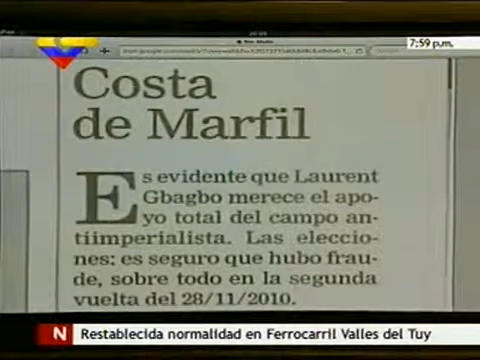 7:59 p.m.
Costa
de Marfil
Es evidente que Laurent
Gbagbo merece el apo-
yo total del campo an-
tiimperialista. Las eleccio-
nes: es seguro que hubo frau-
de, sobre todo en la segunda
vuelta del 28/11/2010.
N Restablecida normalidad en Ferrocarril Valles del Tuy